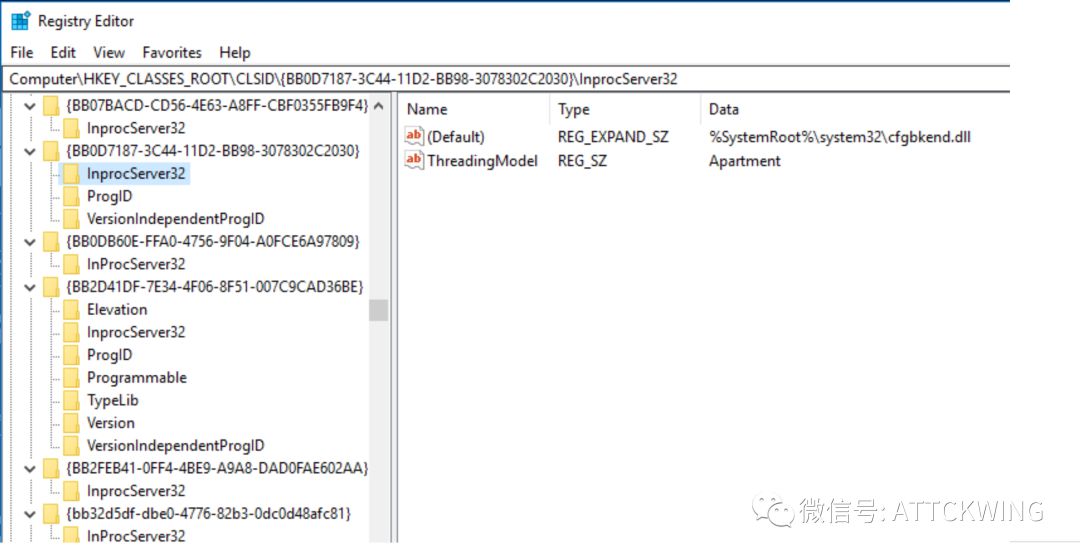 Registry Editor
File Edit View Favorites Help
Computer\HKEY_CLASSES_ROOT\CLSID\{BB0D7187-3C44-11D2-BB98-3078302C2030}\InprocServer32
{BB07BACD-CD56-4E63-A8FF-CBF0355FB9F4}
InprocServer32
{BB0D7187-3C44-11D2-BB98-3078302C2030}
InprocServer32
ProgID
VersionIndependentProgID
{BB0DB60E-FFA0-4756-9F04-A0FCE6A97809}
InProcServer32
{BB2D41DF-7E34-4F06-8F51-007C9CAD36BE}
Elevation
InprocServer32
ProgID
Programmable
TypeLib
Version
VersionIndependentProgID
{BB2FEB41-0FF4-4BE9-A9A8-DAD0FAE602AA}
InprocServer32
{bb32d5df-dbe0-4776-82b3-0dc0d48afc81}
InProcServer32
Name Type Data
ab (Default) REG_EXPAND_SZ %SystemRoot%\system32\cfgbkend.dll
ab ThreadingModel REG_SZ Apartment
微信号: ATTCKWING